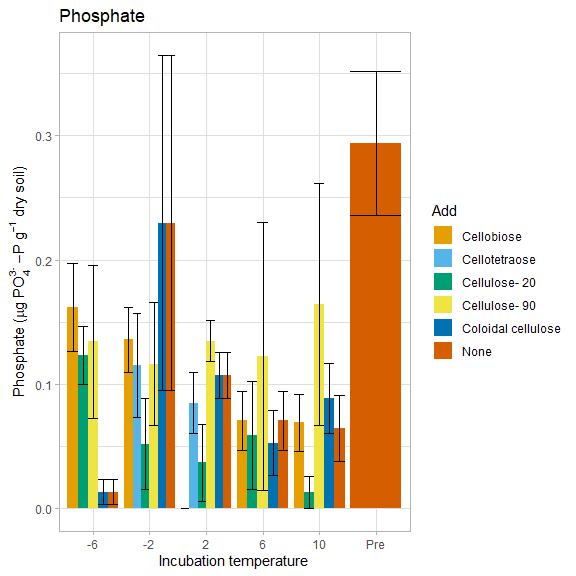 Phosphate
Phosphate (µg PO₄³⁻ –P g⁻¹ dry soil)
0.3
0.2
0.1
0.0
-6 -2 2 6 10 Pre
Incubation temperature
Add
Cellobiose
Cellotetraose
Cellulose- 20
Cellulose- 90
Coloidal cellulose
None